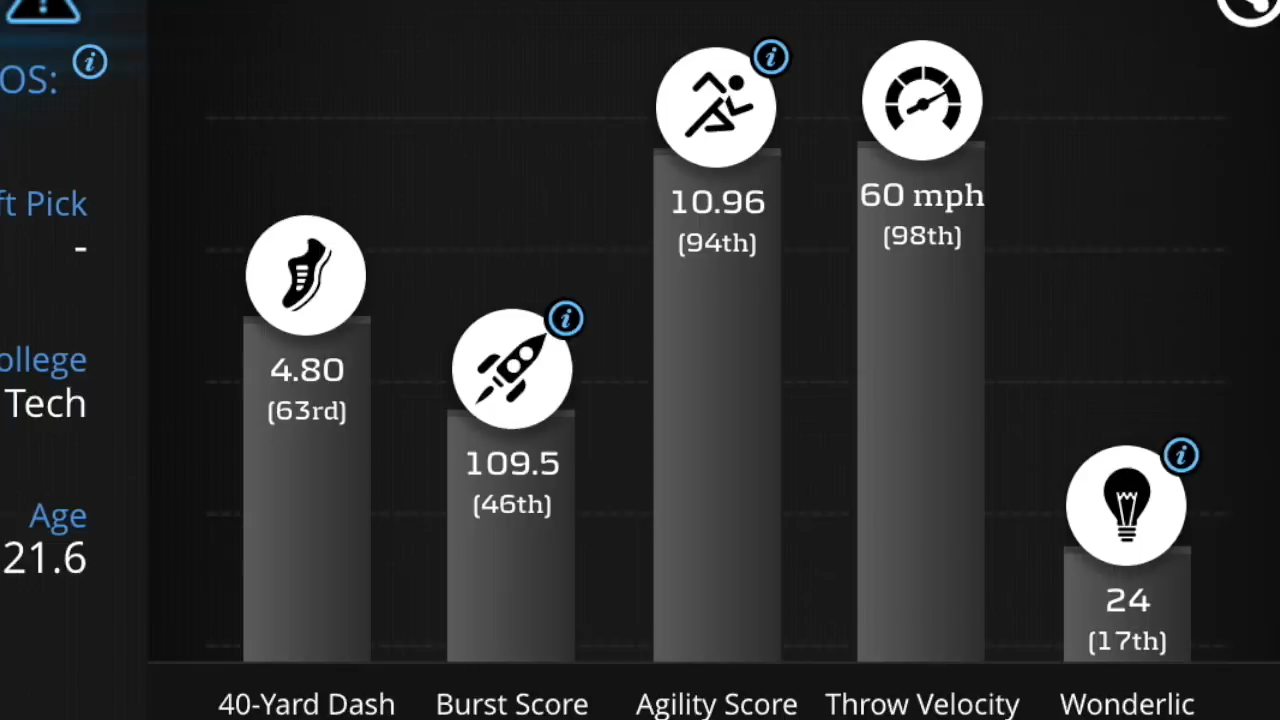 OS:
ft Pick
-
ollege
Tech
Age
21.6
4.80
(63rd)
109.5
(46th)
10.96
(94th)
60 mph
(98th)
24
(17th)
40-Yard Dash
Burst Score
Agility Score
Throw Velocity
Wonderlic